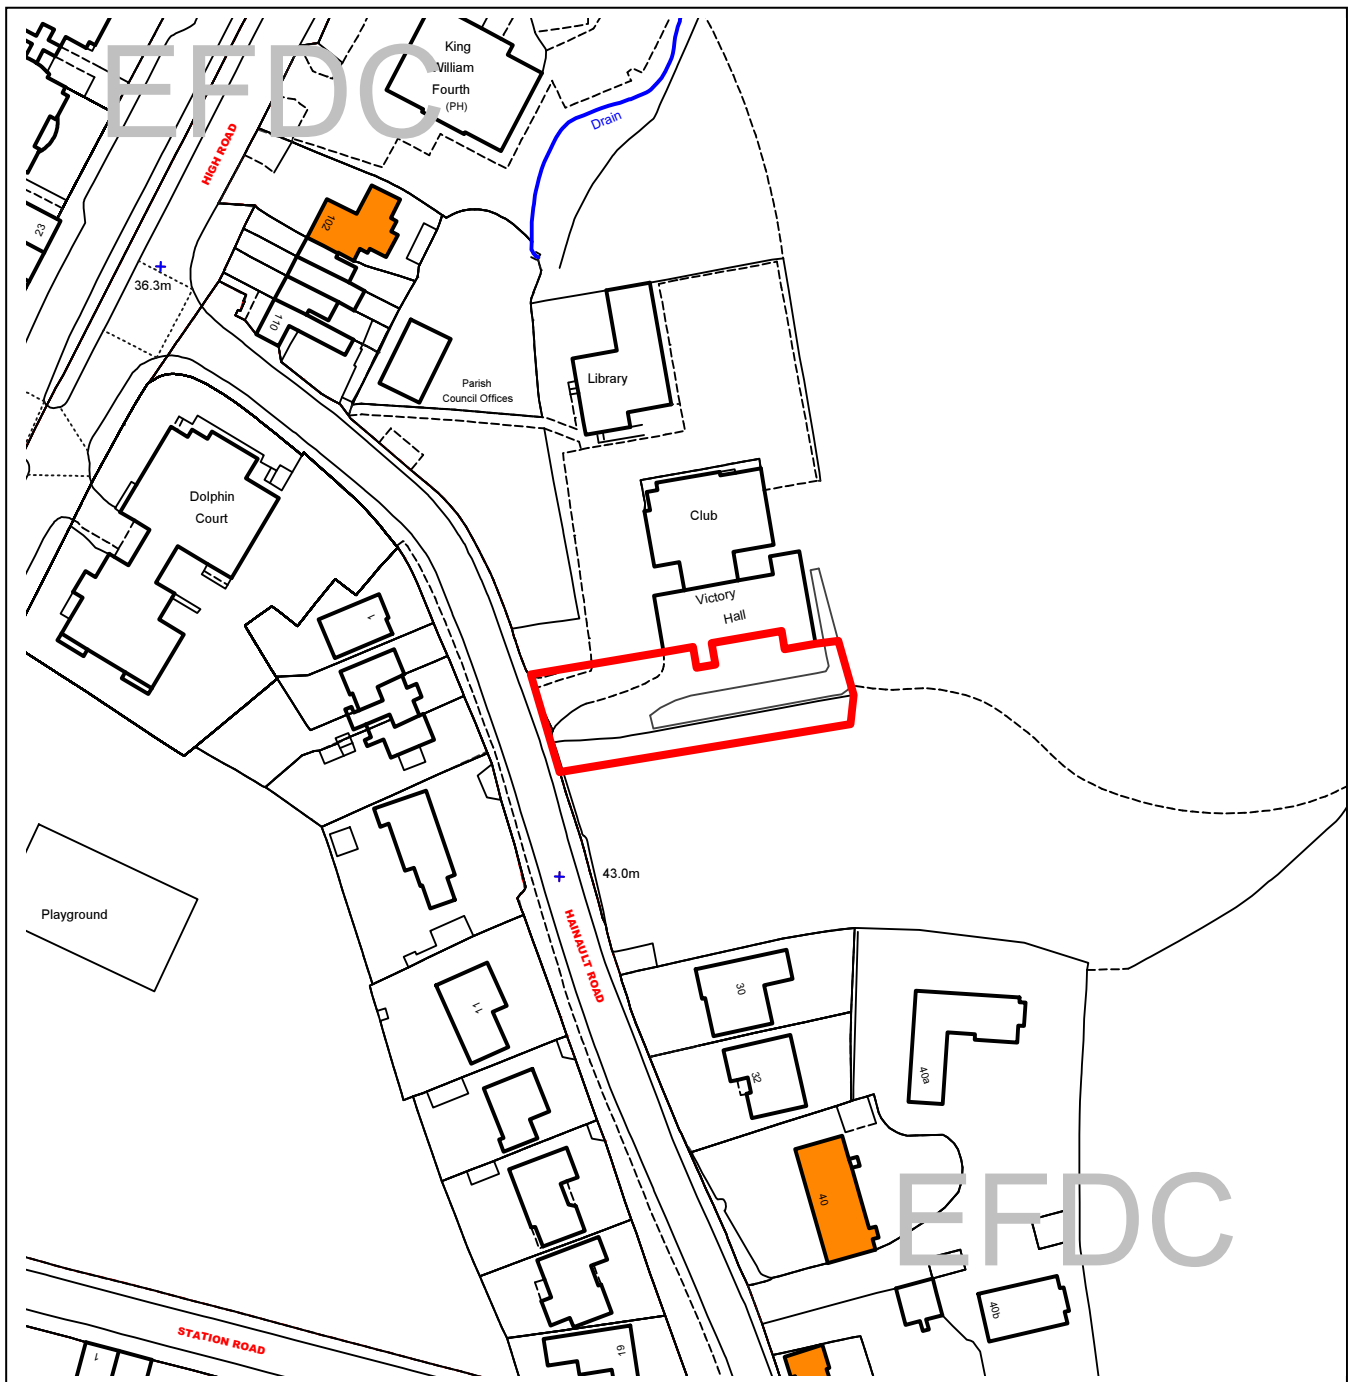 EFDC
King
William
Fourth
(PH)
Drain
HIGH ROAD
102
23
36.3m
110
Library
Parish
Council Offices
Dolphin
Court
Club
Victory
Hall
1
43.0m
Playground
HAINAULT ROAD
11
30
32
40a
40
EFDC
40b
STATION ROAD
1
19